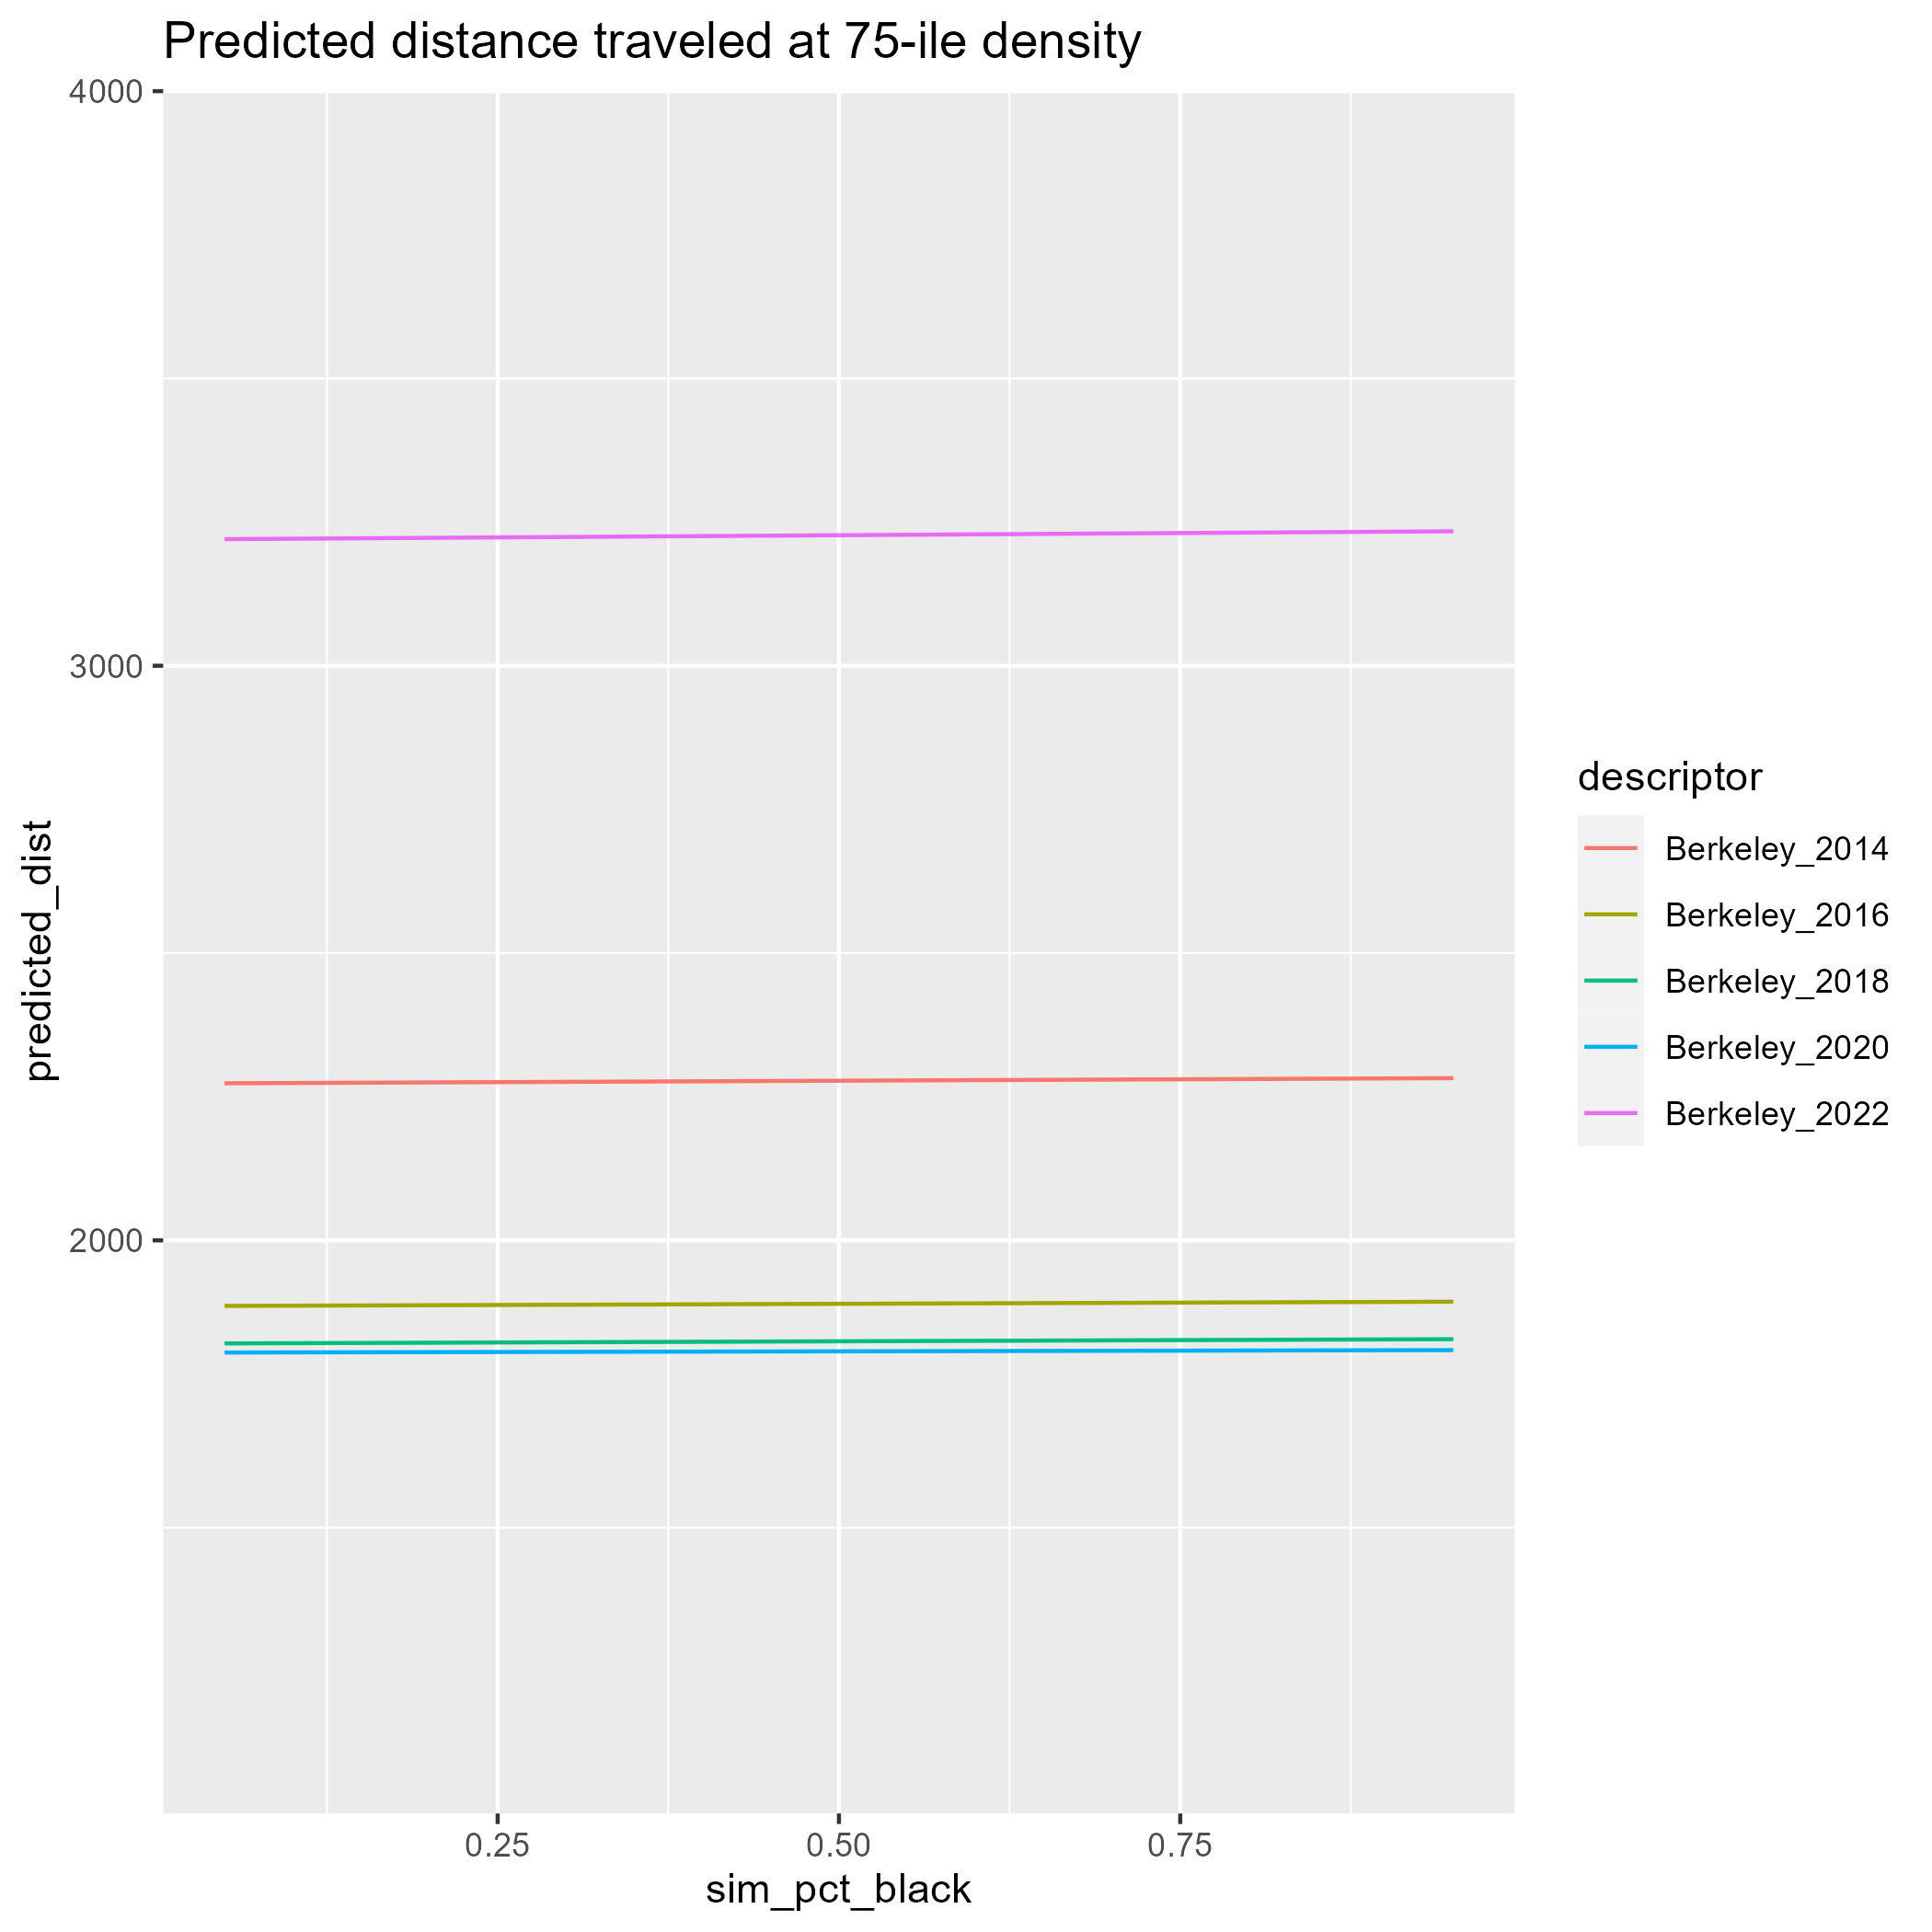 Predicted distance traveled at 75-ile density
4000
3000
2000
predicted_dist
0.25
0.50
0.75
sim_pct_black
descriptor
Berkeley_2014
Berkeley_2016
Berkeley_2018
Berkeley_2020
Berkeley_2022